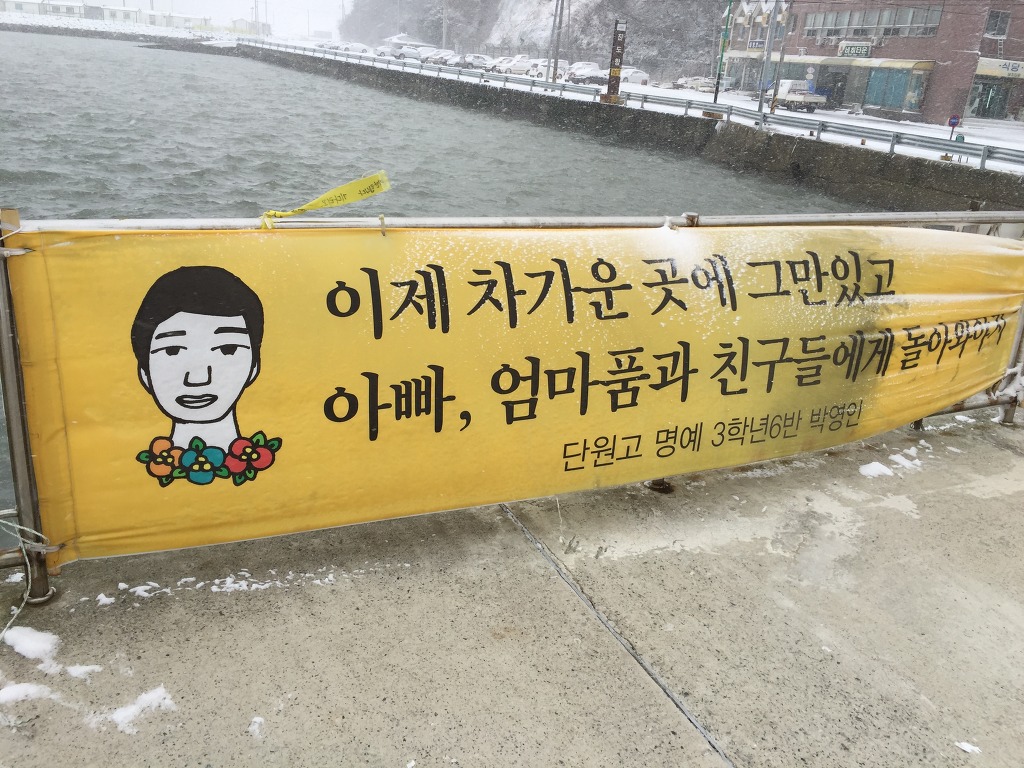 이제 차가운 곳에 그만있고
아빠, 엄마품과 친구들에게 돌아와야지
단원고 명예 3학년6반 박영인
식당